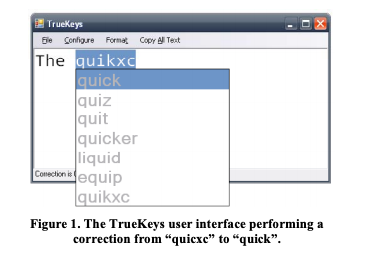 TrueKeys
File Configure Format Copy All Text
The quikxc
quick
quiz
quit
quicker
liquid
equip
quikxc
Correction is
Figure 1. The TrueKeys user interface performing a
correction from “quicxc” to “quick”.